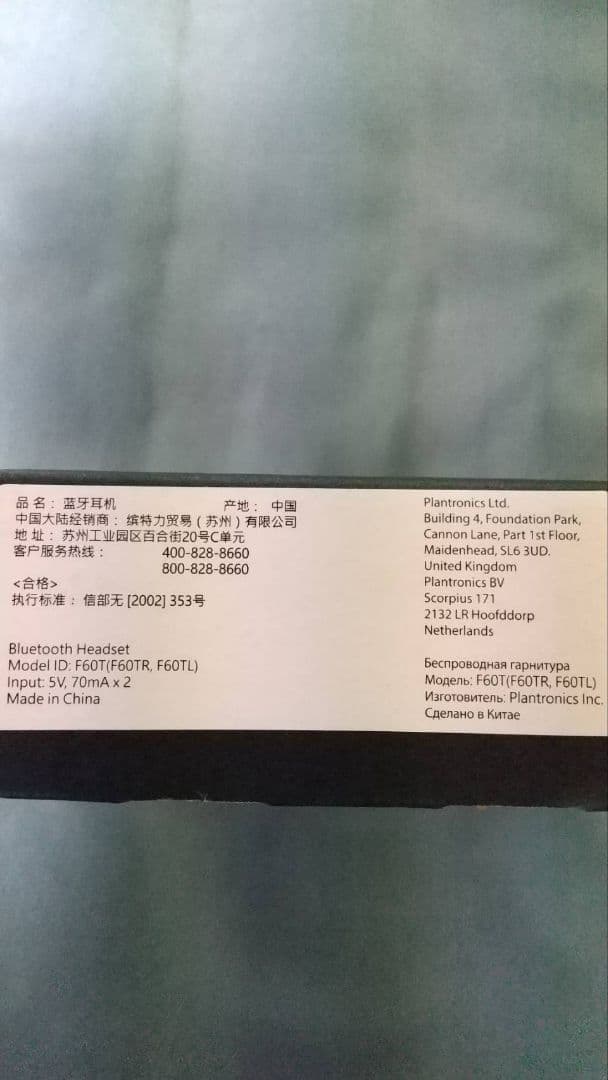 品 名： 蓝牙耳机 产地： 中国
中国大陆经销商： 缤特力贸易（苏州）有限公司
地 址： 苏州工业园区百合街20号C单元
客户服务热线： 400-828-8660
800-828-8660
<合格>
执行标准： 信部无 [2002] 353号
Bluetooth Headset
Model ID: F60T(F60TR, F60TL)
Input: 5V, 70mA x 2
Made in China
Plantronics Ltd.
Building 4, Foundation Park,
Cannon Lane, Part 1st Floor,
Maidenhead, SL6 3UD.
United Kingdom
Plantronics BV
Scorpius 171
2132 LR Hoofddorp
Netherlands
Беспроводная гарнитура
Модель: F60T(F60TR, F60TL)
Изготовитель: Plantronics Inc.
Сделано в Китае